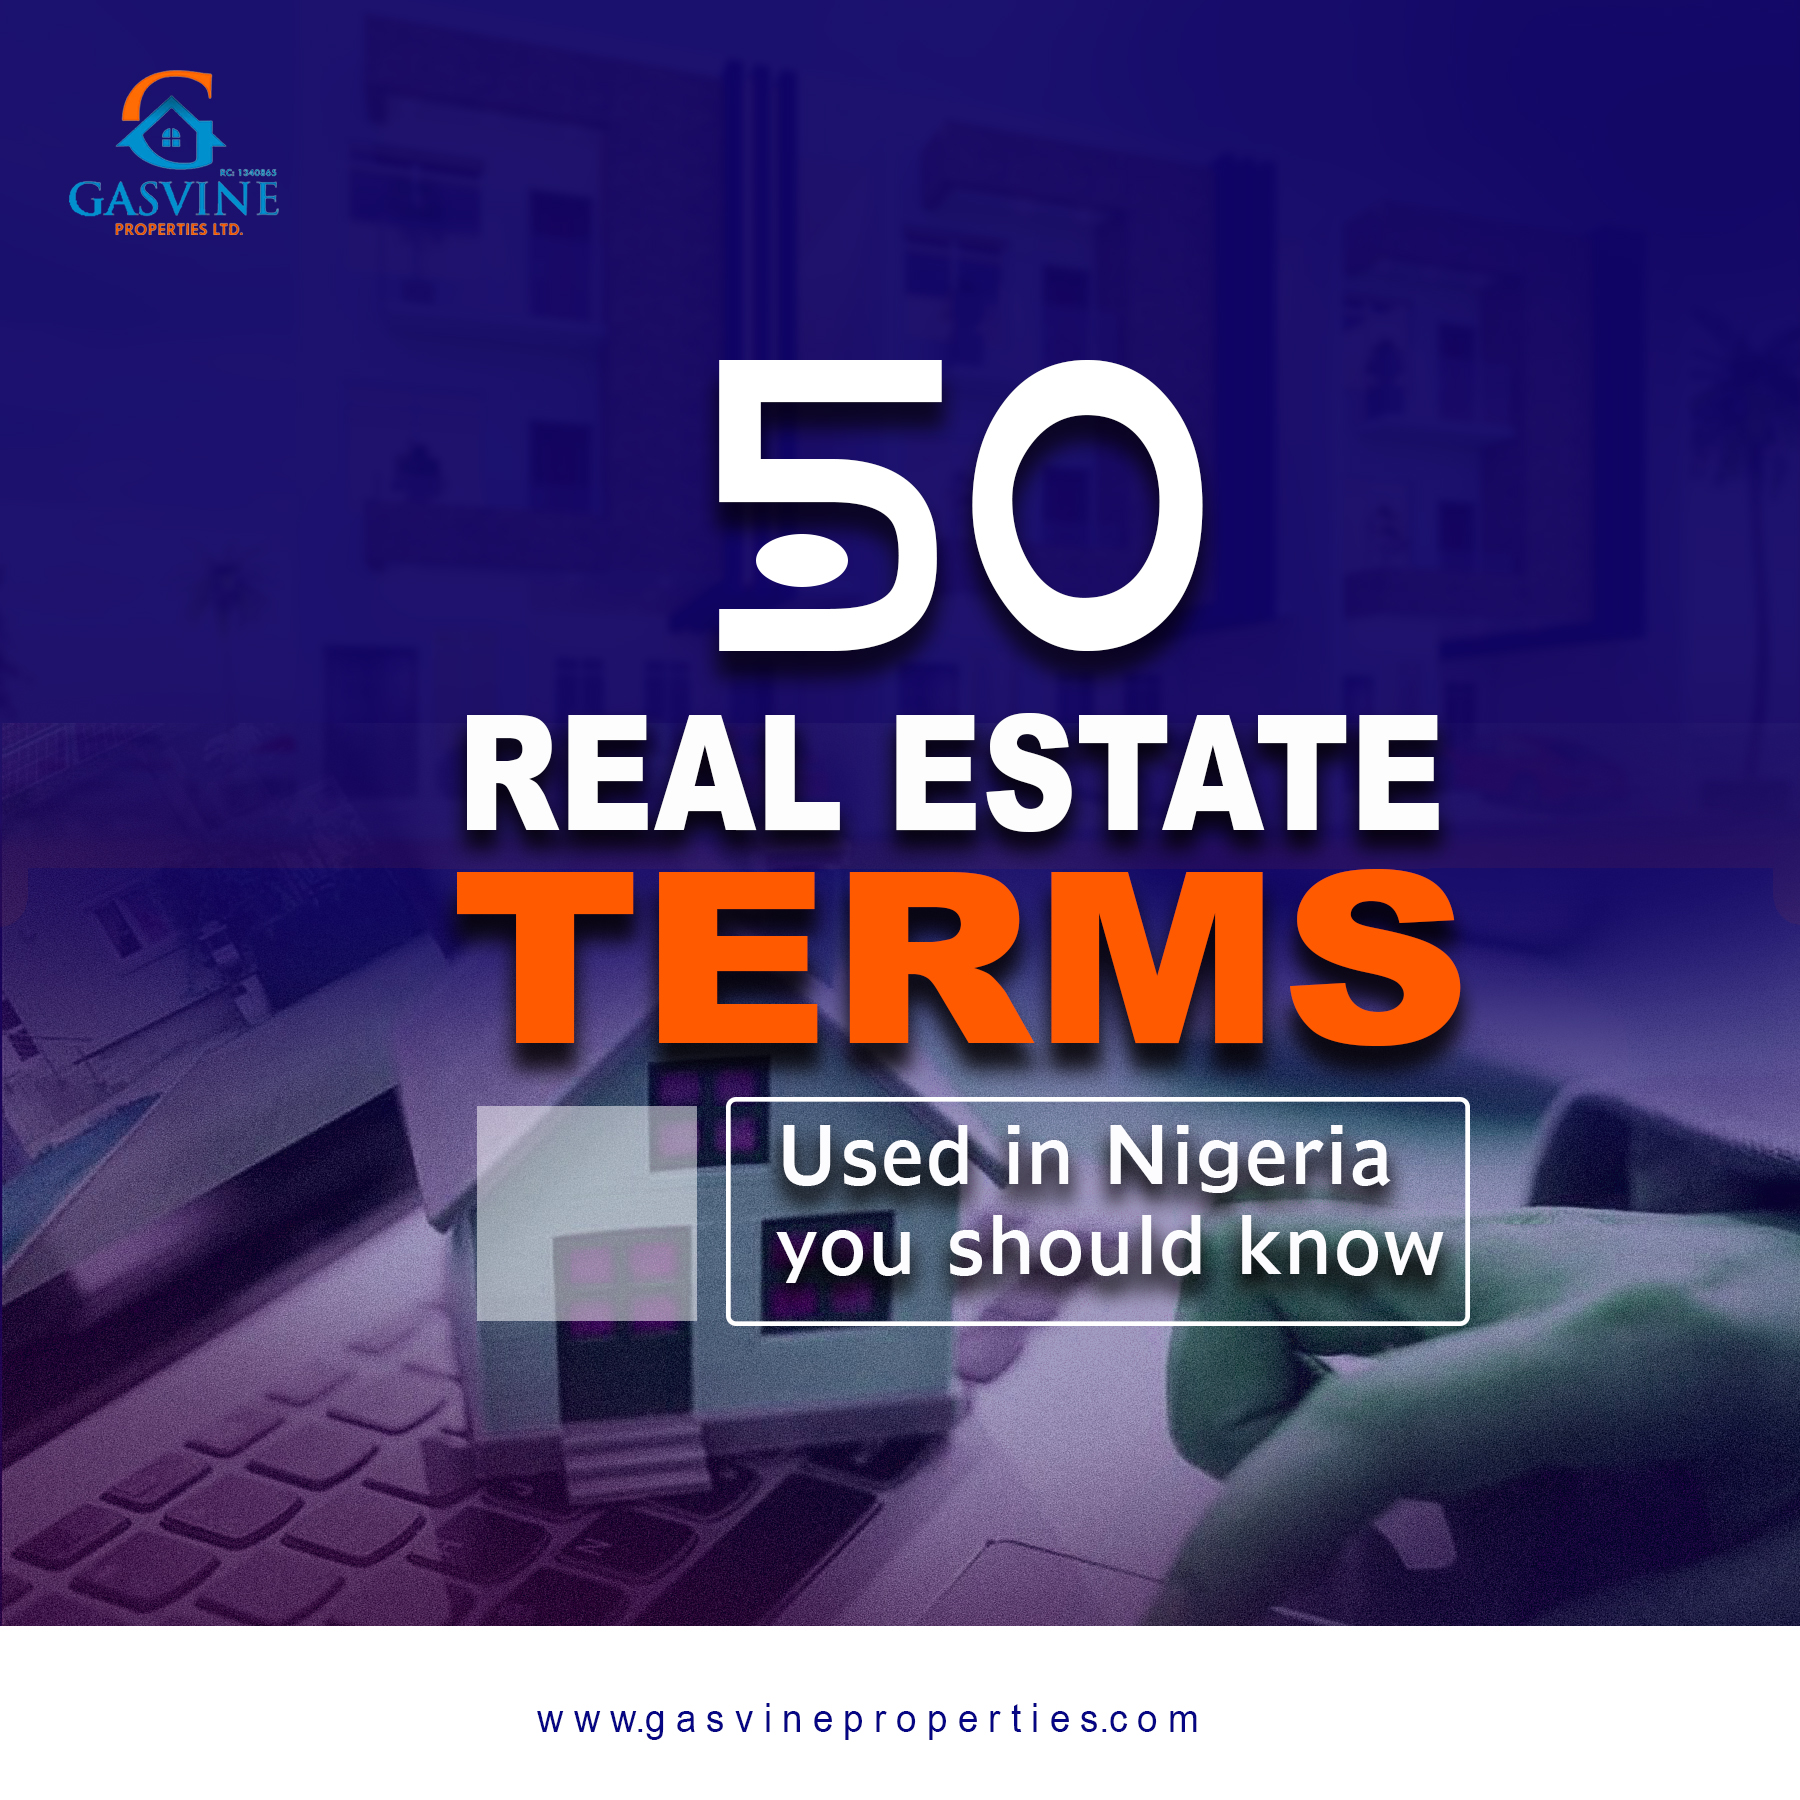 RC: 1340865
GASVINE
PROPERTIES LTD.
50
REAL ESTATE
TERMS
Used in Nigeria
you should know
N
www.gasvineproperties.com